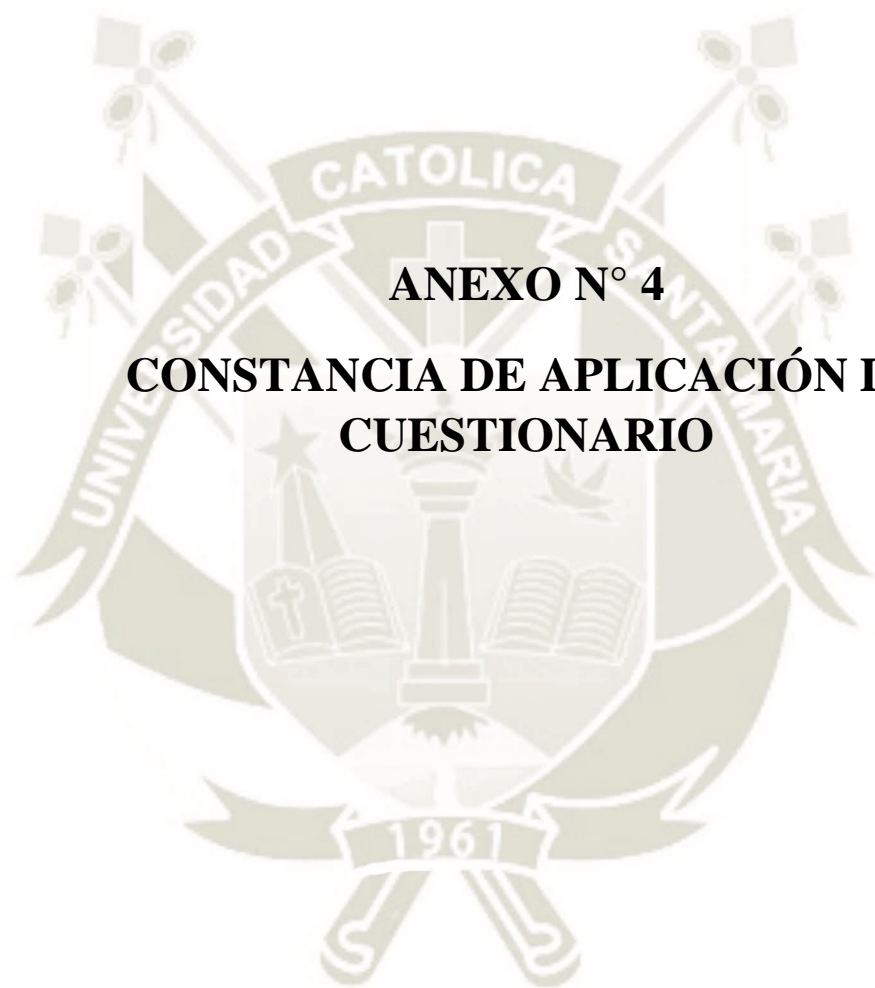 ANEXO N° 4
CONSTANCIA DE APLICACIÓN
CUESTIONARIO
UNIVERSIDAD CATOLICA SANTA MARIA
1961